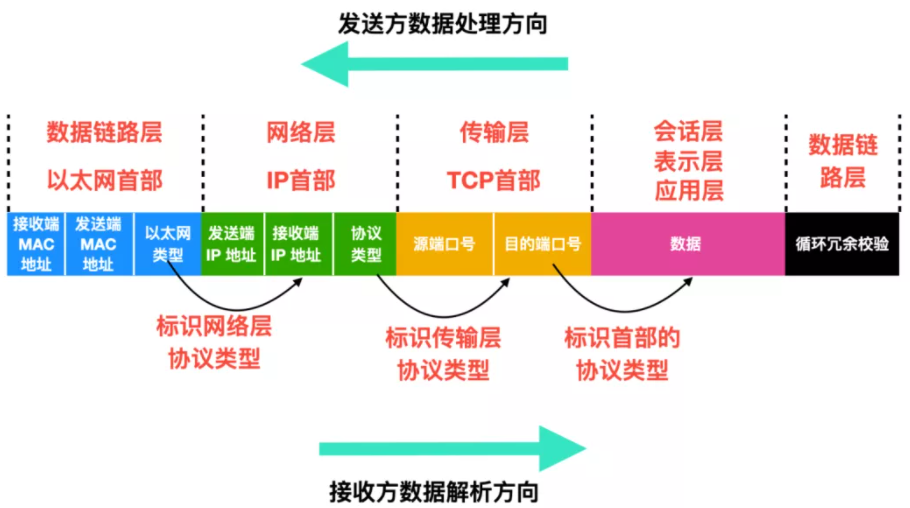 发送方数据处理方向
数据链路层
以太网首部
网络层
IP首部
传输层
TCP首部
会话层
表示层
应用层
数据链
路层
接收端
MAC
地址
发送端
MAC
地址
以太网
类型
发送端
IP 地址
接收端
IP 地址
协议
类型
源端口号
目的端口号
数据
循环冗余校验
标识网络层
协议类型
标识传输层
协议类型
标识首部的
协议类型
接收方数据解析方向